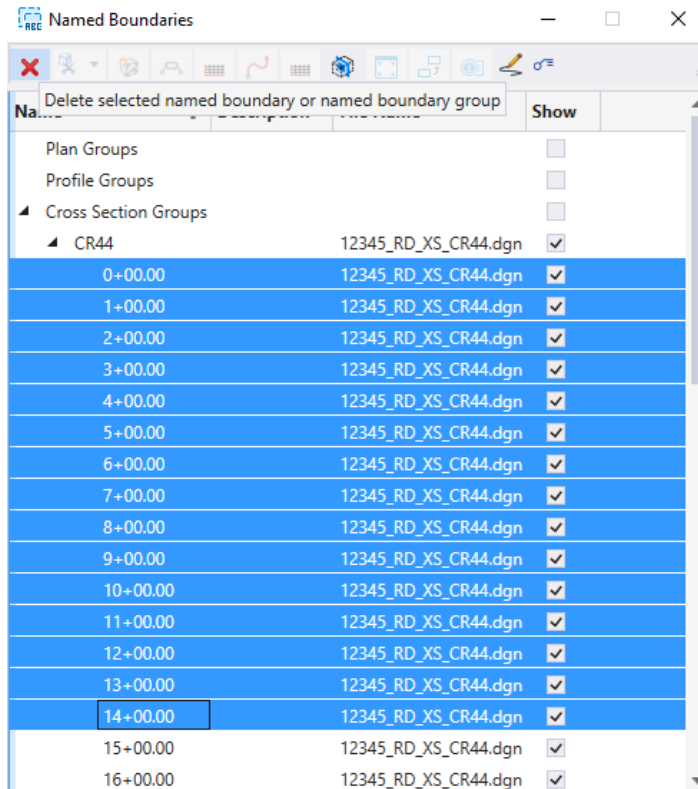 Named Boundaries
Delete selected named boundary or named boundary group
Show
Plan Groups
Profile Groups
Cross Section Groups
CR44 12345_RD_XS_CR44.dgn
0+00.00 12345_RD_XS_CR44.dgn
1+00.00 12345_RD_XS_CR44.dgn
2+00.00 12345_RD_XS_CR44.dgn
3+00.00 12345_RD_XS_CR44.dgn
4+00.00 12345_RD_XS_CR44.dgn
5+00.00 12345_RD_XS_CR44.dgn
6+00.00 12345_RD_XS_CR44.dgn
7+00.00 12345_RD_XS_CR44.dgn
8+00.00 12345_RD_XS_CR44.dgn
9+00.00 12345_RD_XS_CR44.dgn
10+00.00 12345_RD_XS_CR44.dgn
11+00.00 12345_RD_XS_CR44.dgn
12+00.00 12345_RD_XS_CR44.dgn
13+00.00 12345_RD_XS_CR44.dgn
14+00.00 12345_RD_XS_CR44.dgn
15+00.00 12345_RD_XS_CR44.dgn
16+00.00 12345_RD_XS_CR44.dgn